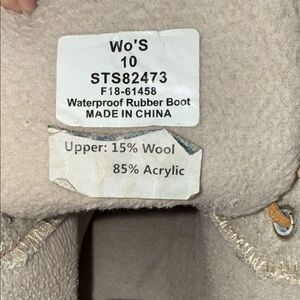 Wo'S
10
STS82473
F18-61458
Waterproof Rubber Boot
MADE IN CHINA
Upper: 15% Wool
85% Acrylic